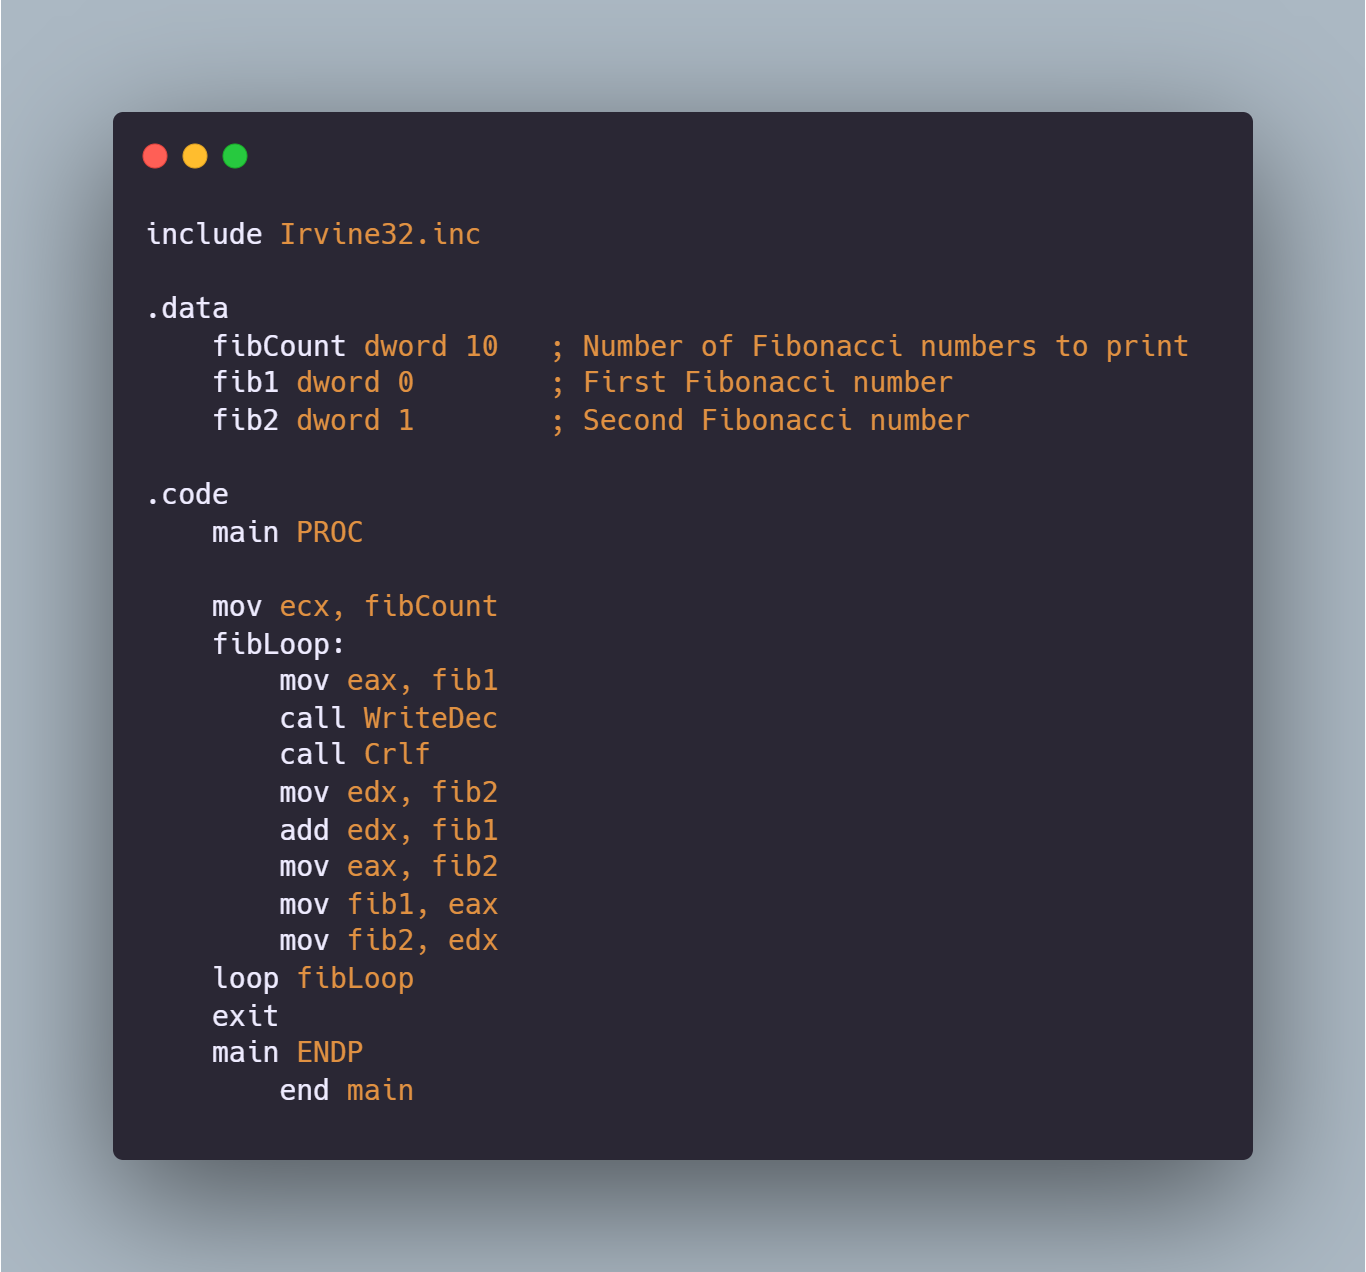 include Irvine32.inc
.data
fibCount dword 10   ; Number of Fibonacci numbers to print
fib1 dword 0        ; First Fibonacci number
fib2 dword 1        ; Second Fibonacci number
.code
main PROC
mov ecx, fibCount
fibLoop:
mov eax, fib1
call WriteDec
call Crlf
mov edx, fib2
add edx, fib1
mov eax, fib2
mov fib1, eax
mov fib2, edx
loop fibLoop
exit
main ENDP
end main